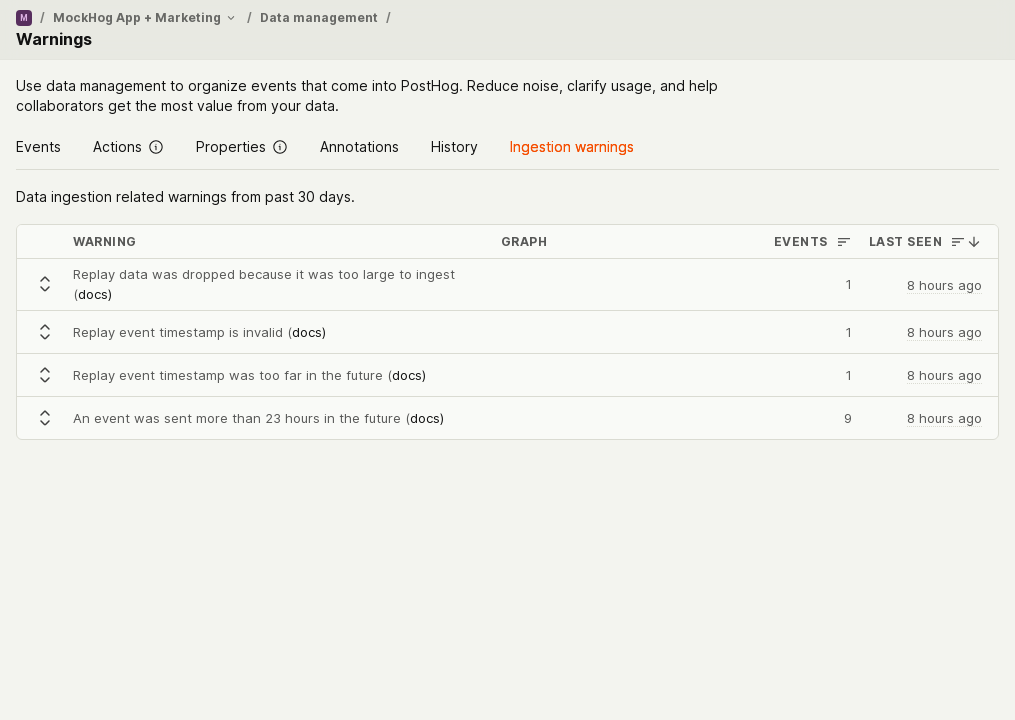 M / MockHog App + Marketing / Data management /
Warnings
Use data management to organize events that come into PostHog. Reduce noise, clarify usage, and help
collaborators get the most value from your data.
Events Actions Properties Annotations History Ingestion warnings
Data ingestion related warnings from past 30 days.
WARNING GRAPH EVENTS LAST SEEN
Replay data was dropped because it was too large to ingest
(docs) 1 8 hours ago
Replay event timestamp is invalid (docs) 1 8 hours ago
Replay event timestamp was too far in the future (docs) 1 8 hours ago
An event was sent more than 23 hours in the future (docs) 9 8 hours ago